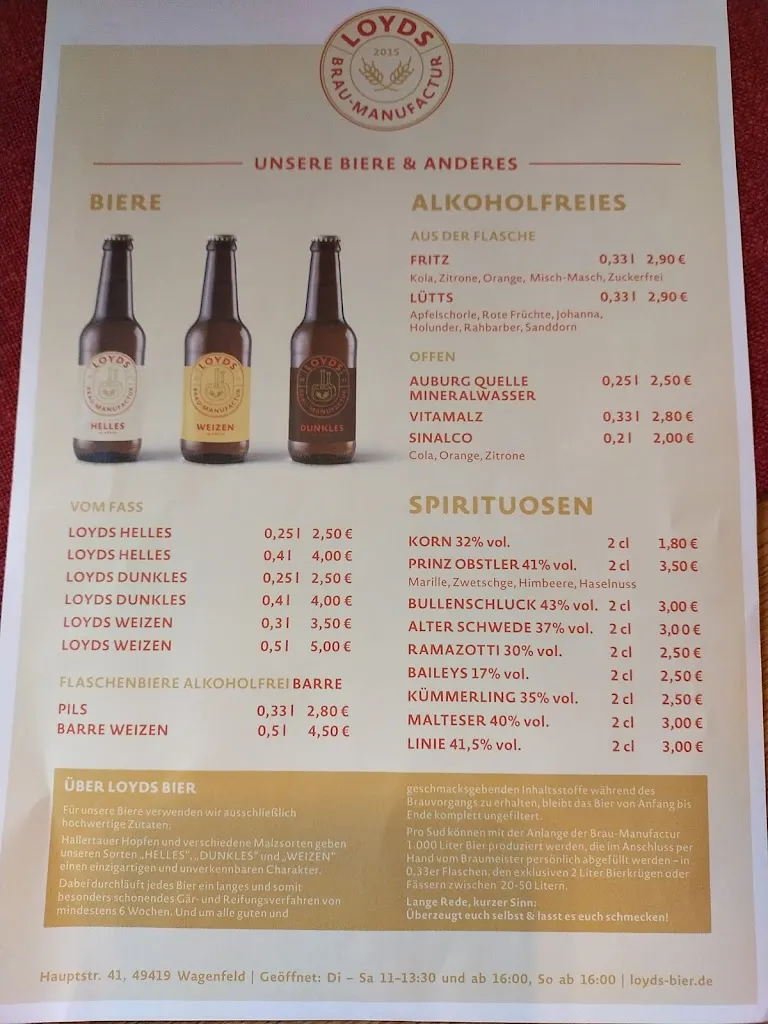 LOYDS
2015
BRAU-MANUFACTUR
UNSERE BIERE & ANDERES
BIERE
LOYDS
BRAU-MANUFACTUR
HELLES
LOYDS
BRAU-MANUFACTUR
WEIZEN
LOYDS
BRAU-MANUFACTUR
DUNKLES
VOM FASS
LOYDS HELLES 0,25 l 2,50 €
LOYDS HELLES 0,4 l 4,00 €
LOYDS DUNKLES 0,25 l 2,50 €
LOYDS DUNKLES 0,4 l 4,00 €
LOYDS WEIZEN 0,3 l 3,50 €
LOYDS WEIZEN 0,5 l 5,00 €
FLASCHENBIERE ALKOHOLFREI BARRE
PILS 0,33 l 2,80 €
BARRE WEIZEN 0,5 l 4,50 €
ALKOHOLFREIES
AUS DER FLASCHE
FRITZ 0,33 l 2,90 €
Kola, Zitrone, Orange, Misch-Masch, Zuckerfrei
LÜTTS 0,33 l 2,90 €
Apfelschorle, Rote Früchte, Johanna,
Holunder, Rahbarber, Sanddorn
OFFEN
AUBURG QUELLE 0,25 l 2,50 €
MINERALWASSER
VITAMALZ 0,33 l 2,80 €
SINALCO 0,2 l 2,00 €
Cola, Orange, Zitrone
SPIRITUOSEN
KORN 32% vol. 2 cl 1,80 €
PRINZ OBSTLER 41% vol. 2 cl 3,50 €
Marille, Zwetschge, Himbeere, Haselnuss
BULLENSCHLUCK 43% vol. 2 cl 3,00 €
ALTER SCHWEDE 37% vol. 2 cl 3,00 €
RAMAZOTTI 30% vol. 2 cl 2,50 €
BAILEYS 17% vol. 2 cl 2,50 €
KÜMMERLING 35% vol. 2 cl 2,50 €
MALTESER 40% vol. 2 cl 3,00 €
LINIE 41,5% vol. 2 cl 3,00 €
ÜBER LOYDS BIER
Für unsere Biere verwenden wir ausschließlich
hochwertige Zutaten:
Hallertauer Hopfen und verschiedene Malzsorten geben
unseren Sorten „HELLES“, „DUNKLES“ und „WEIZEN“
einen einzigartigen und unverkennbaren Charakter.
Dabei durchläuft jedes Bier ein langes und somit
besonders schonendes Gär- und Reifungsverfahren von
mindestens 6 Wochen. Und um alle guten und
geschmacksgebenden Inhaltsstoffe während des
Brauvorgangs zu erhalten, bleibt das Bier von Anfang bis
Ende komplett ungefiltert.
Pro Sud können mit der Anlange der Brau-Manufactur
1.000 Liter Bier produziert werden, die im Anschluss per
Hand vom Braumeister persönlich abgefüllt werden – in
0,33er Flaschen, den exklusiven 2 Liter Bierkrügen oder
Fässern zwischen 20-50 Litern.
Lange Rede, kurzer Sinn:
Überzeugt euch selbst & lasst es euch schmecken!
Hauptstr. 41, 49419 Wagenfeld | Geöffnet: Di – Sa 11–13:30 und ab 16:00, So ab 16:00 | loyds-bier.de